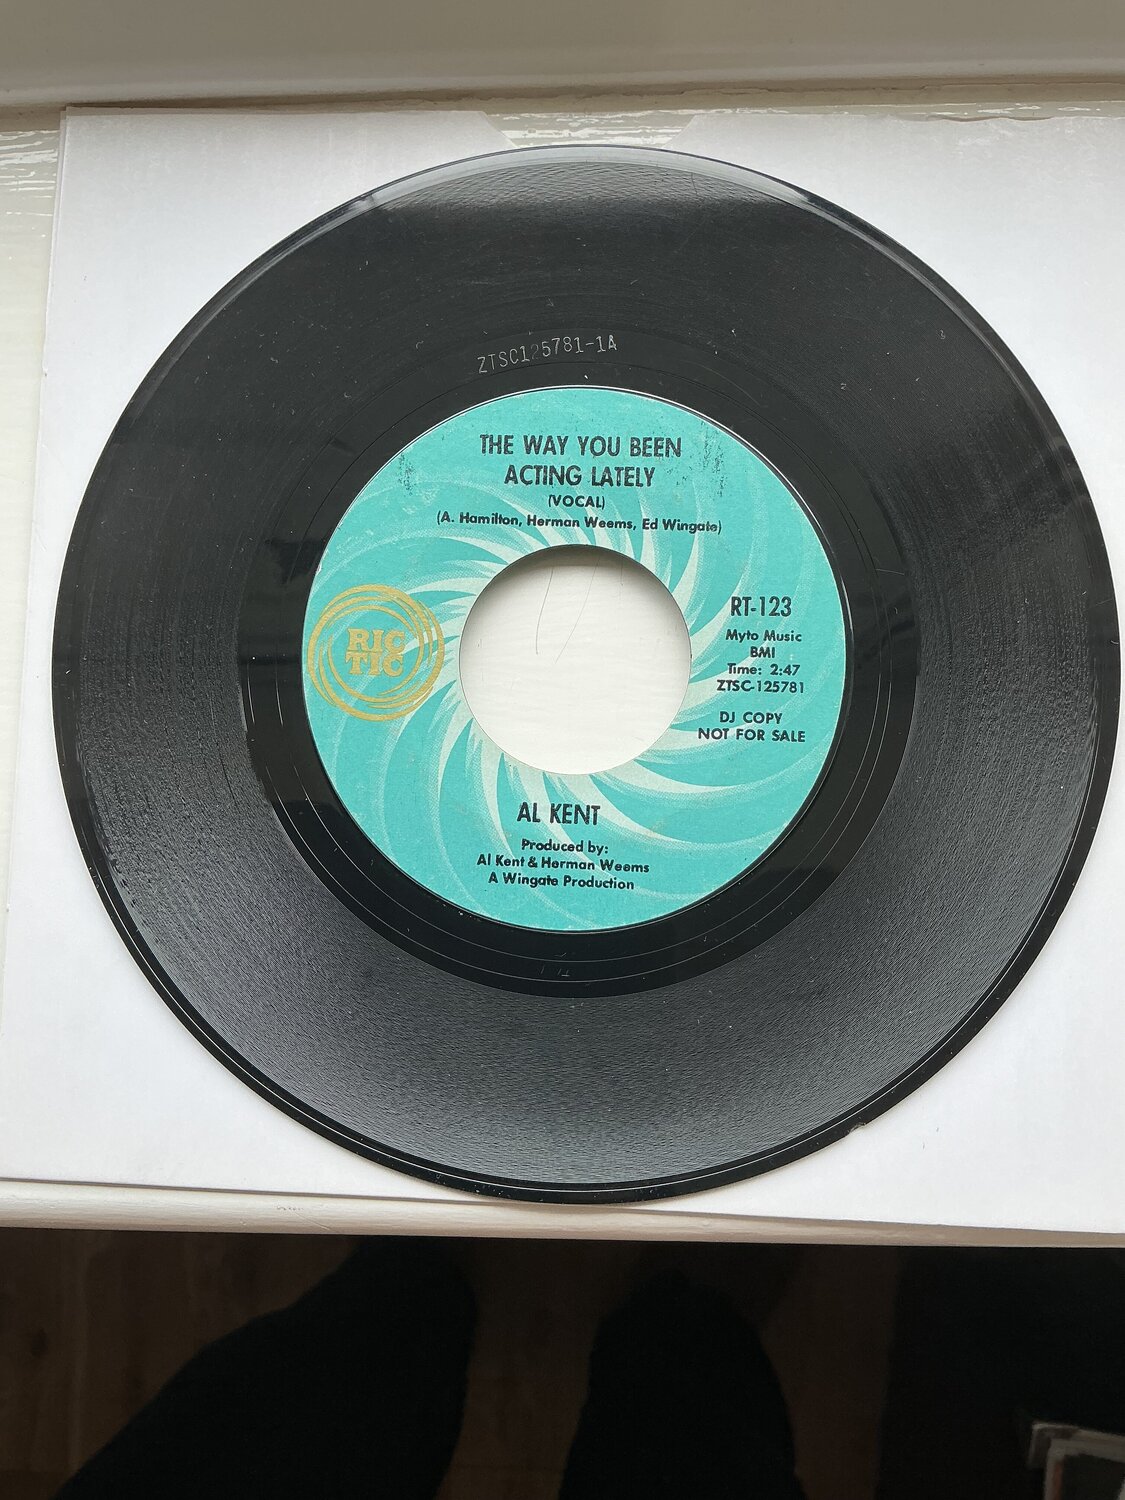 ZTSC125781-1A
THE WAY YOU BEEN
ACTING LATELY
(VOCAL)
(A. Hamilton, Herman Weems, Ed Wingate)
RIC
TIC
RT-123
Myto Music
BMI
Time: 2:47
ZTSC-125781
DJ COPY
NOT FOR SALE
AL KENT
Produced by:
Al Kent & Herman Weems
A Wingate Production